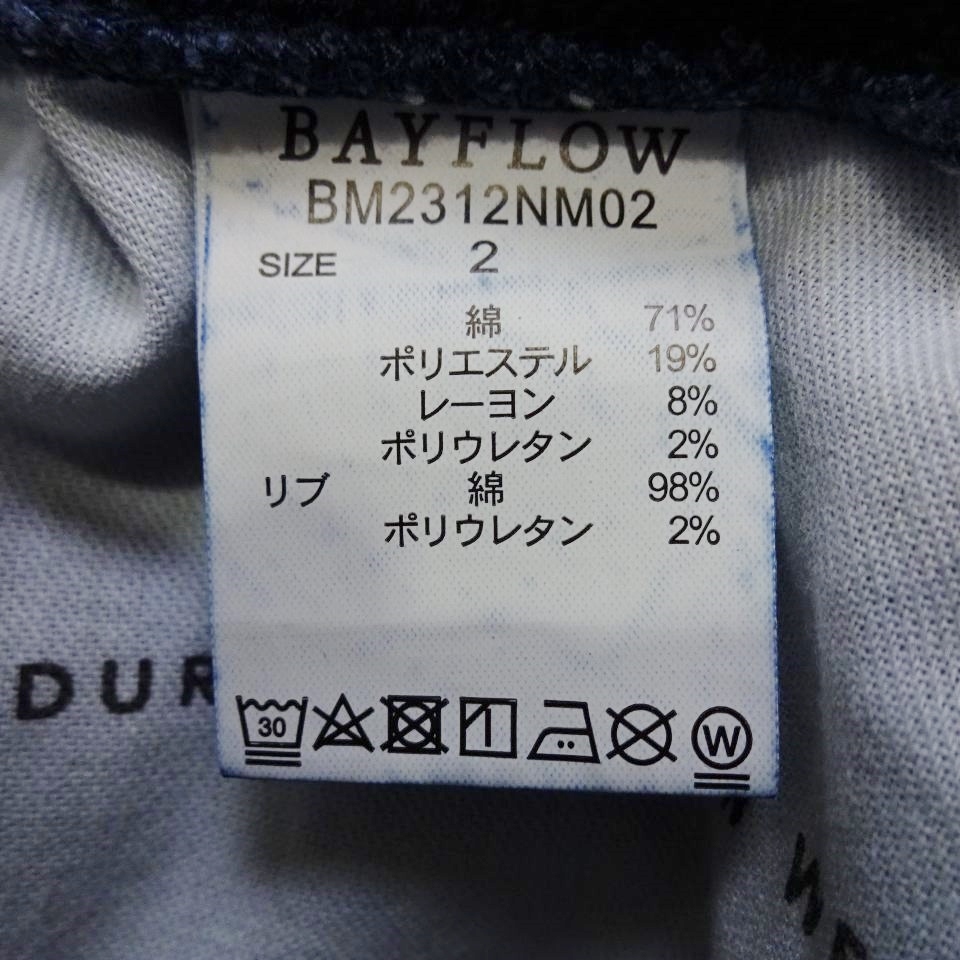 BAYFLOW
BM2312NM02
SIZE 2
綿 71%
ポリエステル 19%
レーヨン 8%
ポリウレタン 2%
リブ 綿 98%
ポリウレタン 2%
DUR
30
W